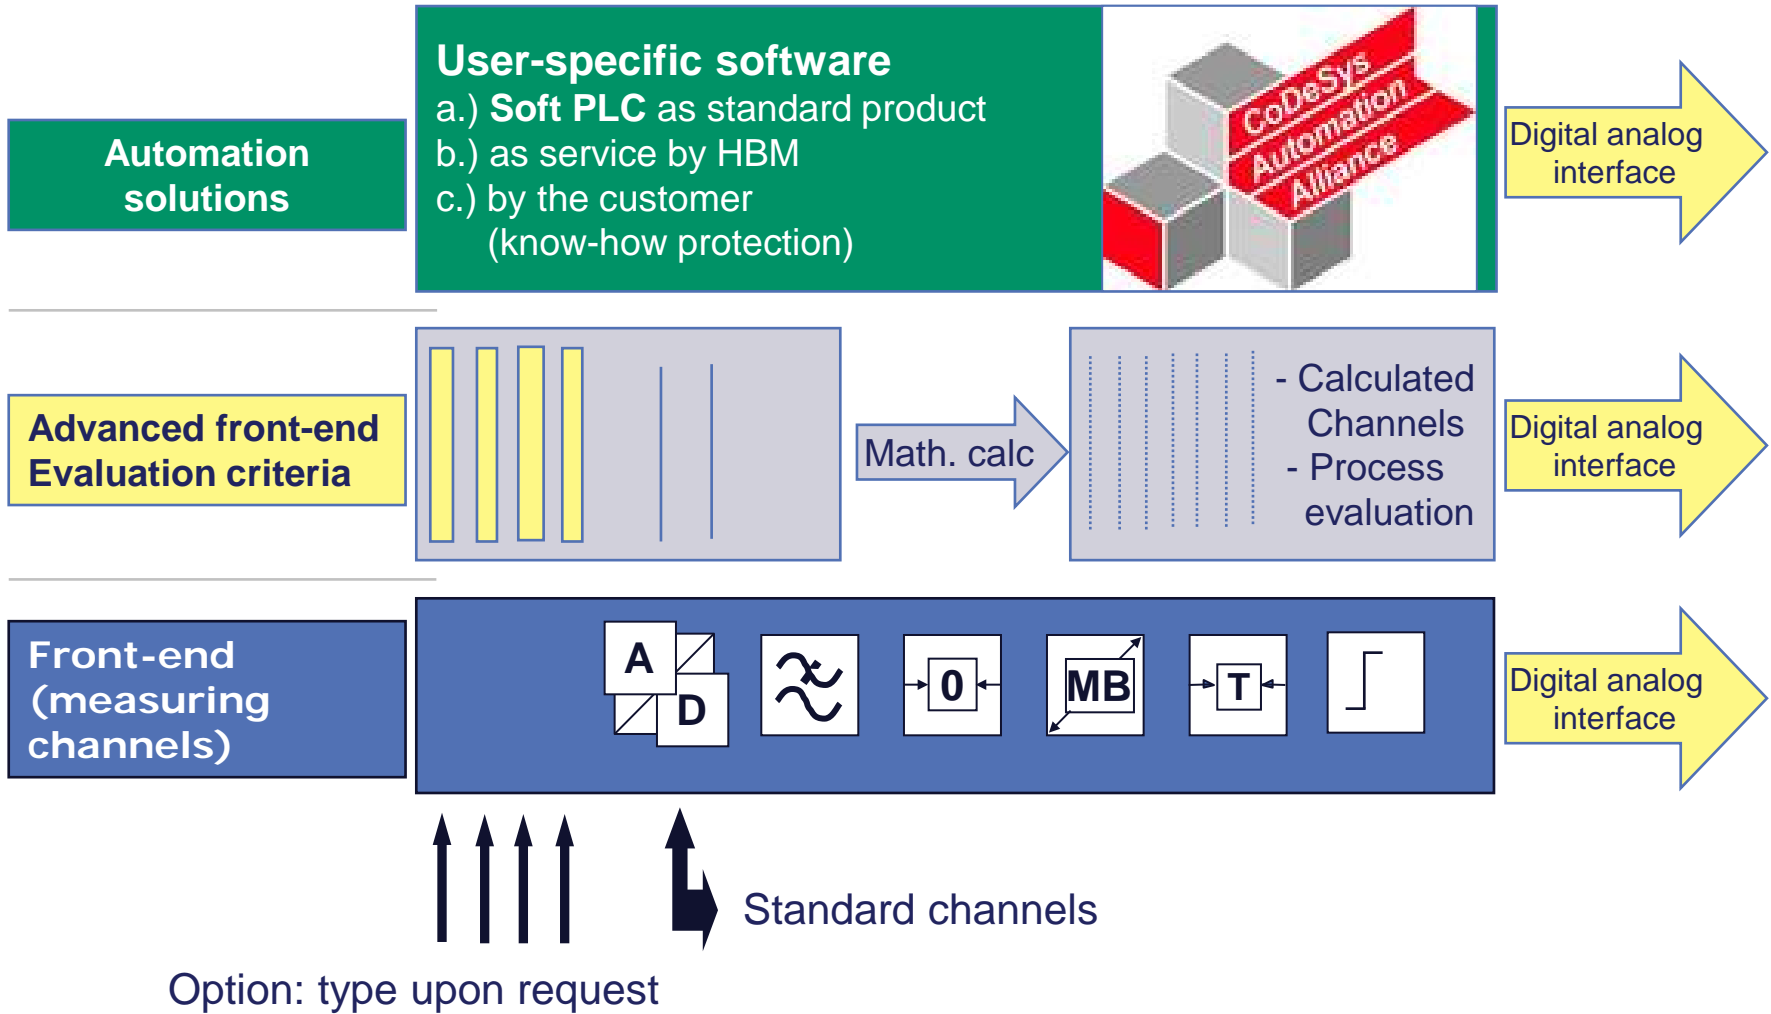 User-specific software
a.) Soft PLC as standard product
b.) as service by HBM
c.) by the customer
(know-how protection)
CoDeSys
Automation
Alliance
Automation
solutions
Digital analog
interface
Advanced front-end
Evaluation criteria
Math. calc
- Calculated
Channels
- Process
evaluation
Digital analog
interface
Front-end
(measuring
channels)
A
D
0
MB
T
Digital analog
interface
Standard channels
Option: type upon request